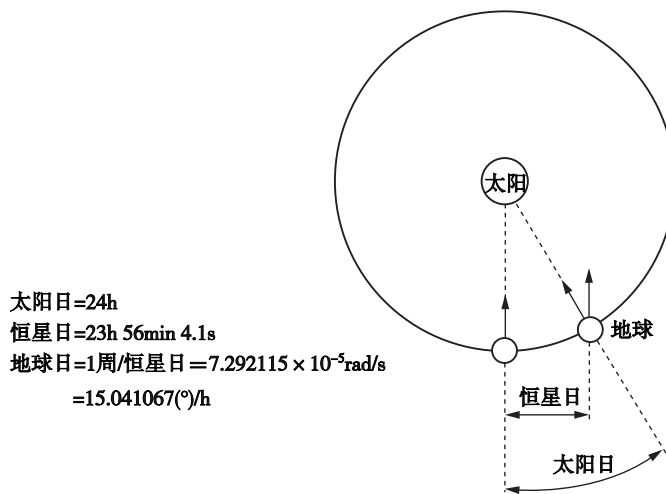 太阳
地球
太阳日=24h
恒星日=23h 56min 4.1s
地球日=1周/恒星日=7.292115×10⁻⁵rad/s
=15.041067(°)/h
恒星日
太阳日